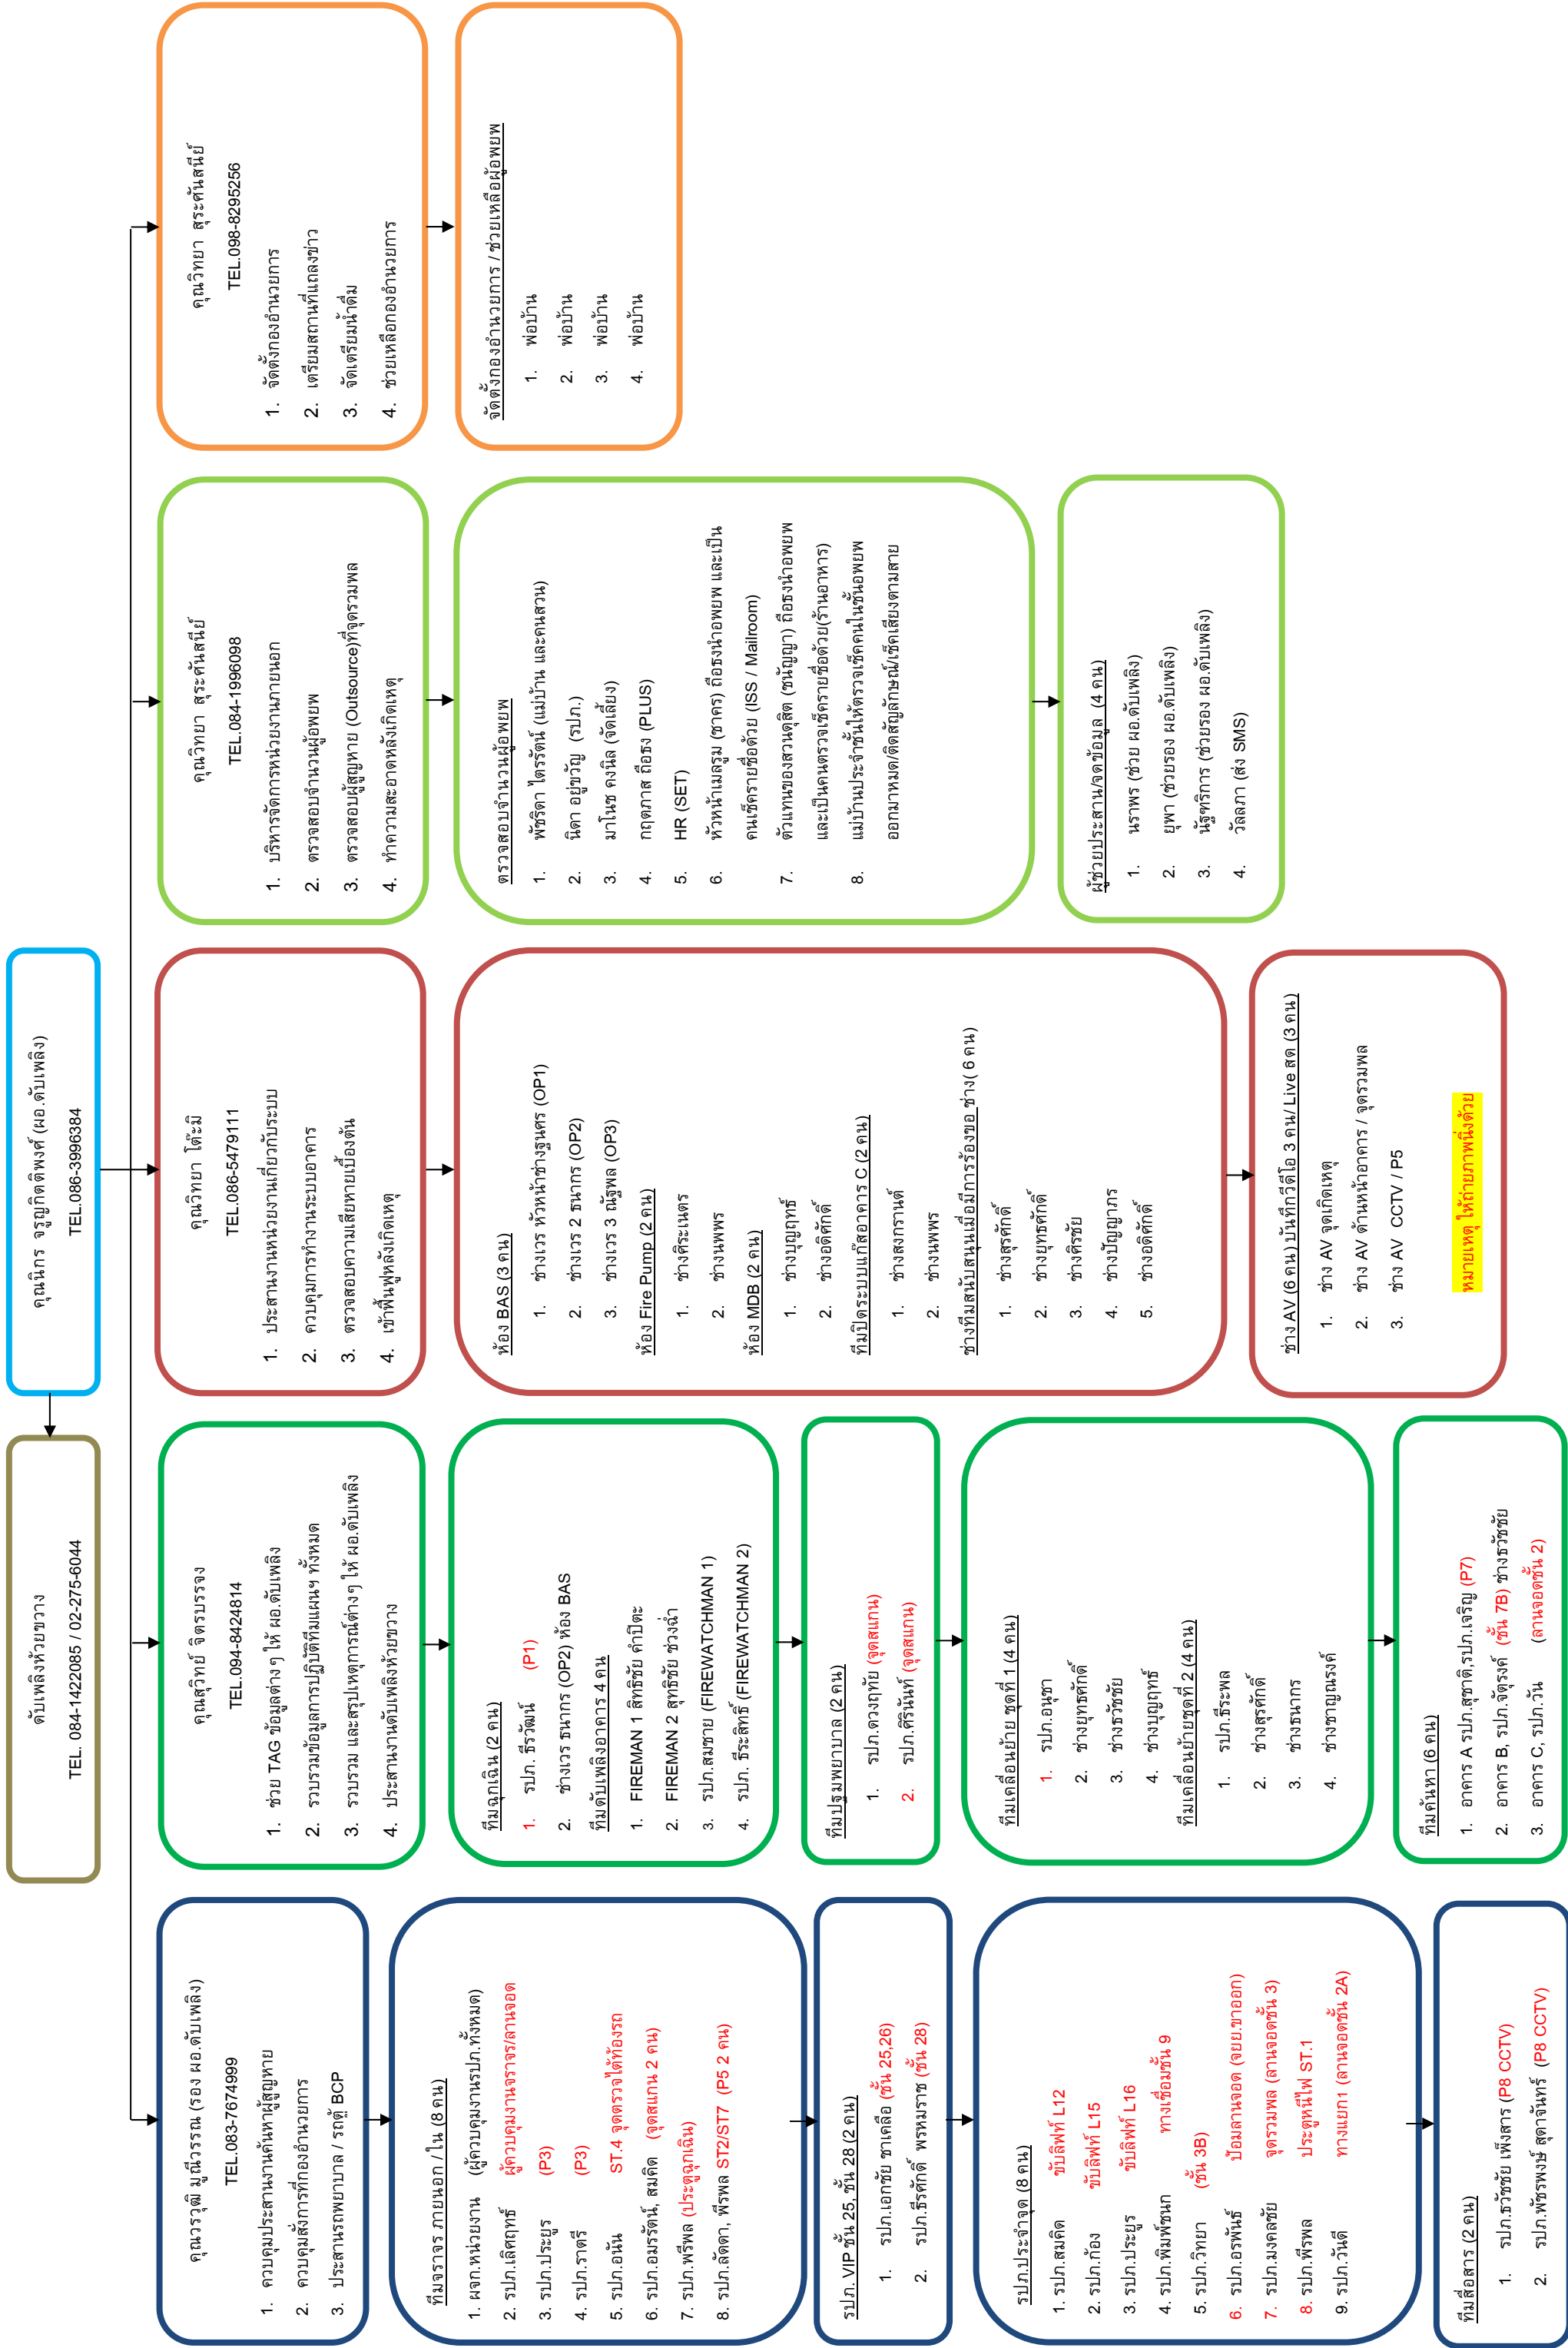 คุณนิกร จรูญกิตติพงศ์ (ผอ.ดับเพลิง)
TEL.086-3996384
ดับเพลิงห้วยขวาง
TEL. 084-1422085 / 02-275-6044
คุณวรวุฒิ มูณีวรรณ (รอง ผอ.ดับเพลิง)
TEL.083-7674999
1. ควบคุมประสานงานค้นหาผู้สูญหาย
2. ควบคุมสั่งการที่กองอำนวยการ
3. ประสานรถพยาบาล / รถตู้ BCP
ทีมจราจร ภายนอก / ใน (8 คน)
1. ผจก.หน่วยงาน (ผู้ควบคุมงานรปภ.ทั้งหมด)
2. รปภ.เลิศฤทธ์ ผู้ควบคุมงานจราจร/ลานจอด
3. รปภ.ประยูร (P3)
4. รปภ.ราตรี (P3)
5. รปภ.อนัน ST.4 จุดตรวจใต้ท้องรถ
6. รปภ.อมรรัตน์, สมคิด (จุดสแกน 2 คน)
7. รปภ.พรีพล (ประตูฉุกเฉิน)
8. รปภ.ลัดดา, พีรพล ST2/ST7 (P5 2 คน)
รปภ. VIP ชั้น 25, ชั้น 28 (2 คน)
1. รปภ.เอกชัย ชาเคลือ (ชั้น 25,26)
2. รปภ.ธีรศักดิ์ พรหมราช (ชั้น 28)
รปภ.ประจำจุด (8 คน)
1. รปภ.สมคิด ขับลิฟท์ L12
2. รปภ.ก้อง ขับลิฟท์ L15
3. รปภ.ประยูร ขับลิฟท์ L16
4. รปภ.พิมพ์ชนก ทางเชื่อมชั้น 9
5. รปภ.วิทยา (ชั้น 3B)
6. รปภ.อรพันธ์ ป้อมลานจอด (จยย.ขาออก)
7. รปภ.มงคลชัย จุดรวมพล (ลานจอดชั้น 3)
8. รปภ.พีรพล ประตูหนีไฟ ST.1
9. รปภ.วันดี ทางแยก1 (ลานจอดชั้น 2A)
ทีมสื่อสาร (2 คน)
1. รปภ.ธวัชชัย เพ็งสาร (P8 CCTV)
2. รปภ.พัชรพงษ์ สุดาจันทร์ (P8 CCTV)
คุณสุวิทย์ จิตรบรรจง
TEL.094-8424814
1. ช่วย TAG ข้อมูลต่างๆ ให้ ผอ.ดับเพลิง
2. รวบรวมข้อมูลการปฏิบัติทีมแผนฯ ทั้งหมด
3. รวบรวม และสรุปเหตุการณ์ต่างๆ ให้ ผอ.ดับเพลิง
4. ประสานงานดับเพลิงห้วยขวาง
ทีมฉุกเฉิน (2 คน)
1. รปภ. ธีรวัฒน์ (P1)
2. ช่างเวร ธนากร (OP2) ห้อง BAS
ทีมดับเพลิงอาคาร 4 คน
1. FIREMAN 1 สิทธิชัย คำปิตะ
2. FIREMAN 2 สุทธิชัย ช่วงฉ่ำ
3. รปภ.สมชาย (FIREWATCHMAN 1)
4. รปภ. ธีระสิทธิ์ (FIREWATCHMAN 2)
ทีมปฐมพยาบาล (2 คน)
1. รปภ.ดวงฤทัย (จุดสแกน)
2. รปภ.ศิรินันท์ (จุดสแกน)
ทีมเคลื่อนย้าย ชุดที่ 1 (4 คน)
1. รปภ.อนุชา
2. ช่างยุทธศักดิ์
3. ช่างธวัชชัย
4. ช่างบุญฤทธ์
ทีมเคลื่อนย้ายชุดที่ 2 (4 คน)
1. รปภ.ธีระพล
2. ช่างสุรศักดิ์
3. ช่างธนากร
4. ช่างชาญณรงค์
ทีมค้นหา (6 คน)
1. อาคาร A รปภ.สุชาติ,รปภ.เจริญ (P7)
2. อาคาร B, รปภ.จัตุรงค์ (ชั้น 7B) ช่างธวัชชัย
3. อาคาร C, รปภ.วัน (ลานจอดชั้น 2)
คุณวิทยา โต๊ะมิ
TEL.086-5479111
1. ประสานงานหน่วยงานเกี่ยวกับระบบ
2. ควบคุมการทำงานระบบอาคาร
3. ตรวจสอบความเสียหายเบื้องต้น
4. เข้าฟื้นฟูหลังเกิดเหตุ
ห้อง BAS (3 คน)
1. ช่างเวร หัวหน้าช่างฐนศร (OP1)
2. ช่างเวร 2 ธนากร (OP2)
3. ช่างเวร 3 ณัฐพล (OP3)
ห้อง Fire Pump (2 คน)
1. ช่างศิระเนตร
2. ช่างนพพร
ห้อง MDB (2 คน)
1. ช่างบุญฤทธ์
2. ช่างอดิศักดิ์
ทีมปิดระบบแก๊สอาคาร C (2 คน)
1. ช่างสงกรานต์
2. ช่างนพพร
ช่างทีมสนับสนุนเมื่อมีการร้องขอ ช่าง( 6 คน)
1. ช่างสุรศักดิ์
2. ช่างยุทธศักดิ์
3. ช่างศิรชัย
4. ช่างปัญญาภร
5. ช่างอดิศักดิ์
ช่าง AV (6 คน) บันทึกวีดีโอ 3 คน/ Live สด (3 คน)
1. ช่าง AV จุดเกิดเหตุ
2. ช่าง AV ด้านหน้าอาคาร / จุดรวมพล
3. ช่าง AV CCTV / P5
หมายเหตุ ให้ถ่ายภาพนิ่งด้วย
คุณวิทยา สุระคันสนีย์
TEL.084-1996098
1. บริหารจัดการหน่วยงานภายนอก
2. ตรวจสอบจำนวนผู้อพยพ
3. ตรวจสอบผู้สูญหาย (Outsource)ที่จุดรวมพล
4. ทำความสะอาดหลังเกิดเหตุ
ตรวจสอบจำนวนผู้อพยพ
1. พัชริดา ไตรรัตน์ (แม่บ้าน และคนสวน)
2. นิดา อยู่ขวัญ (รปภ.)
3. มาโนช คงนิล (จัดเลี้ยง)
4. กฤตภาส ถือธง (PLUS)
5. HR (SET)
6. หัวหน้าเมลรูม (ชาคร) ถือธงนำอพยพ และเป็น
คนเช็ครายชื่อด้วย (ISS / Mailroom)
7. ตัวแทนของสวนดุสิต (ชนัญญา) ถือธงนำอพยพ
และเป็นคนตรวจเช็ครายชื่อด้วย(ร้านอาหาร)
8. แม่บ้านประจำชั้นให้ตรวจเช็คคนในชั้นอพยพ
ออกมาหมด/ติดสัญลักษณ์/เช็คเสียงตามสาย
ผู้ช่วยประสาน/จดข้อมูล (4 คน)
1. นราพร (ช่วย ผอ.ดับเพลิง)
2. ยุพา (ช่วยรอง ผอ.ดับเพลิง)
3. นัฐฑริการ (ช่วยรอง ผอ.ดับเพลิง)
4. วัลลภา (ส่ง SMS)
คุณวิทยา สุระคันสนีย์
TEL.098-8295256
1. จัดตั้งกองอำนวยการ
2. เตรียมสถานที่แถลงข่าว
3. จัดเตรียมน้ำดื่ม
4. ช่วยเหลือกองอำนวยการ
จัดตั้งกองอำนวยการ / ช่วยเหลือผู้อพยพ
1. พ่อบ้าน
2. พ่อบ้าน
3. พ่อบ้าน
4. พ่อบ้าน